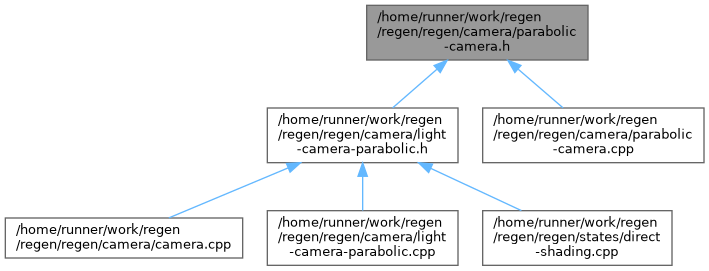 /home/runner/work/regen
/regen/regen/camera/parabolic
-camera.h
/home/runner/work/regen
/regen/regen/camera/light
-camera-parabolic.h
/home/runner/work/regen
/regen/regen/camera/parabolic
-camera.cpp
/home/runner/work/regen
/regen/regen/camera/camera.cpp
/home/runner/work/regen
/regen/regen/camera/light
-camera-parabolic.cpp
/home/runner/work/regen
/regen/regen/states/direct
-shading.cpp